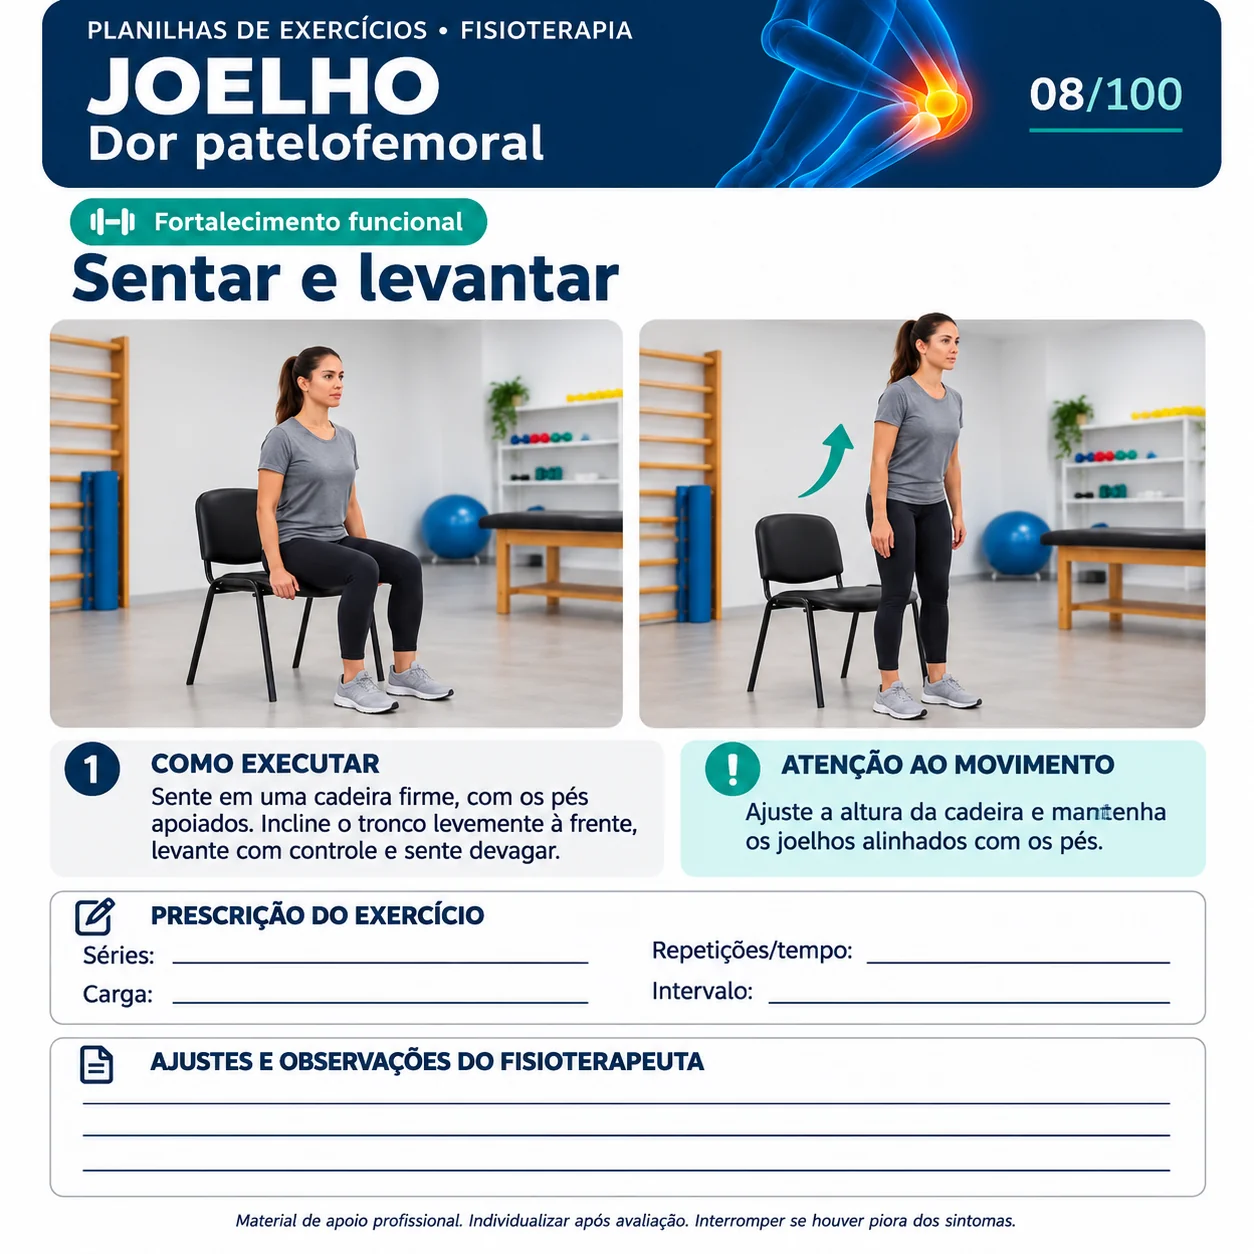 PLANILHAS DE EXERCÍCIOS • FISIOTERAPIA
JOELHO
Dor patelofemoral
08/100
Fortalecimento funcional
Sentar e levantar
1
COMO EXECUTAR
Sente em uma cadeira firme, com os pés
apoiados. Incline o tronco levemente à frente,
levante com controle e sente devagar.
!
ATENÇÃO AO MOVIMENTO
Ajuste a altura da cadeira e mantenha
os joelhos alinhados com os pés.
PRESCRIÇÃO DO EXERCÍCIO
Séries:
Repetições/tempo:
Carga:
Intervalo:
AJUSTES E OBSERVAÇÕES DO FISIOTERAPEUTA
Material de apoio profissional. Individualizar após avaliação. Interromper se houver piora dos sintomas.